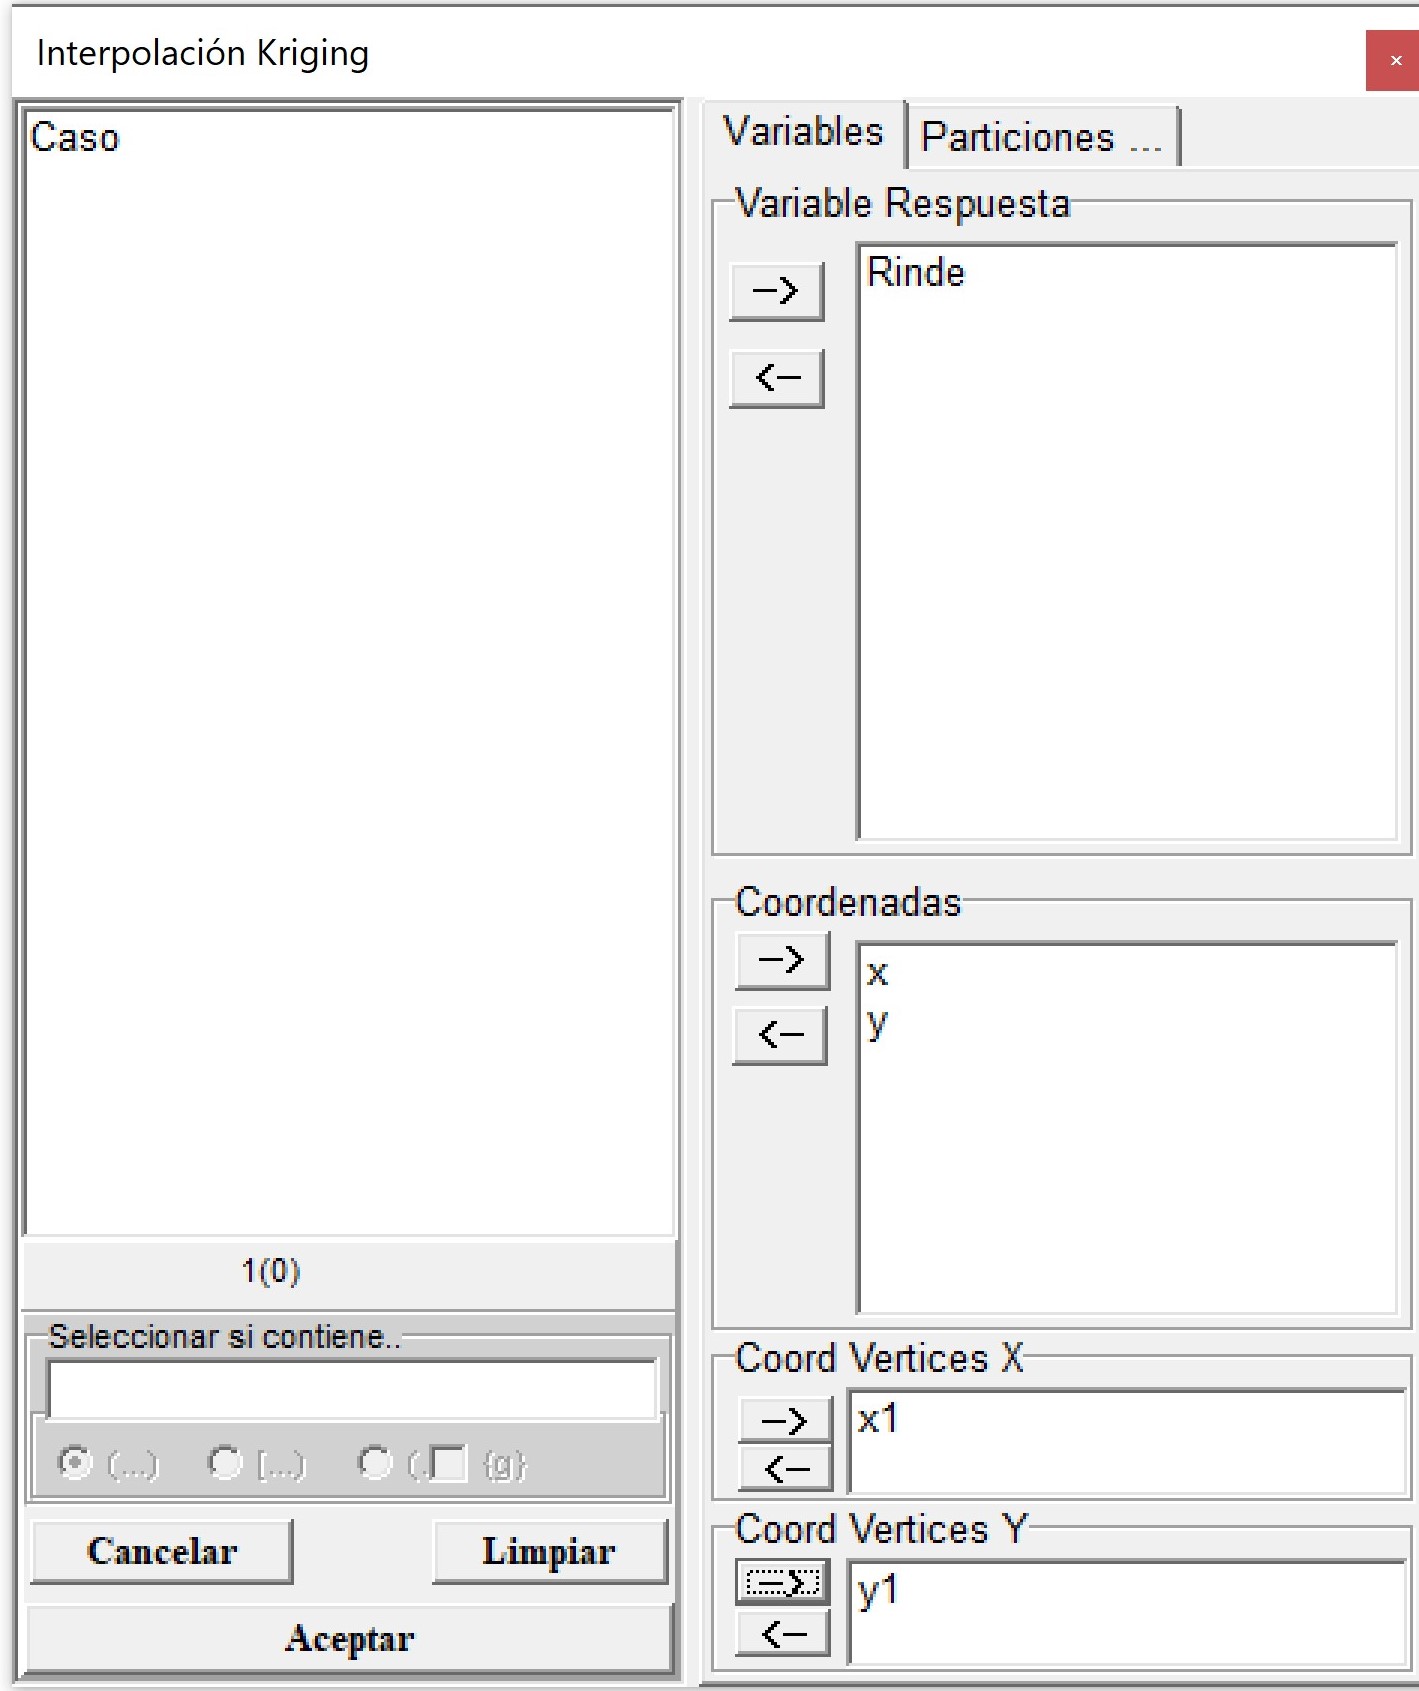 Interpolación Kriging
×
Caso
1(0)
Seleccionar si contiene..
(...)
[...)
(.
{g}
Cancelar
Limpiar
Aceptar
Variables
Particiones ...
Variable Respuesta
-->
<--
Rinde
Coordenadas
-->
<--
x
y
Coord Vertices X
-->
<--
x1
Coord Vertices Y
-->
<--
y1